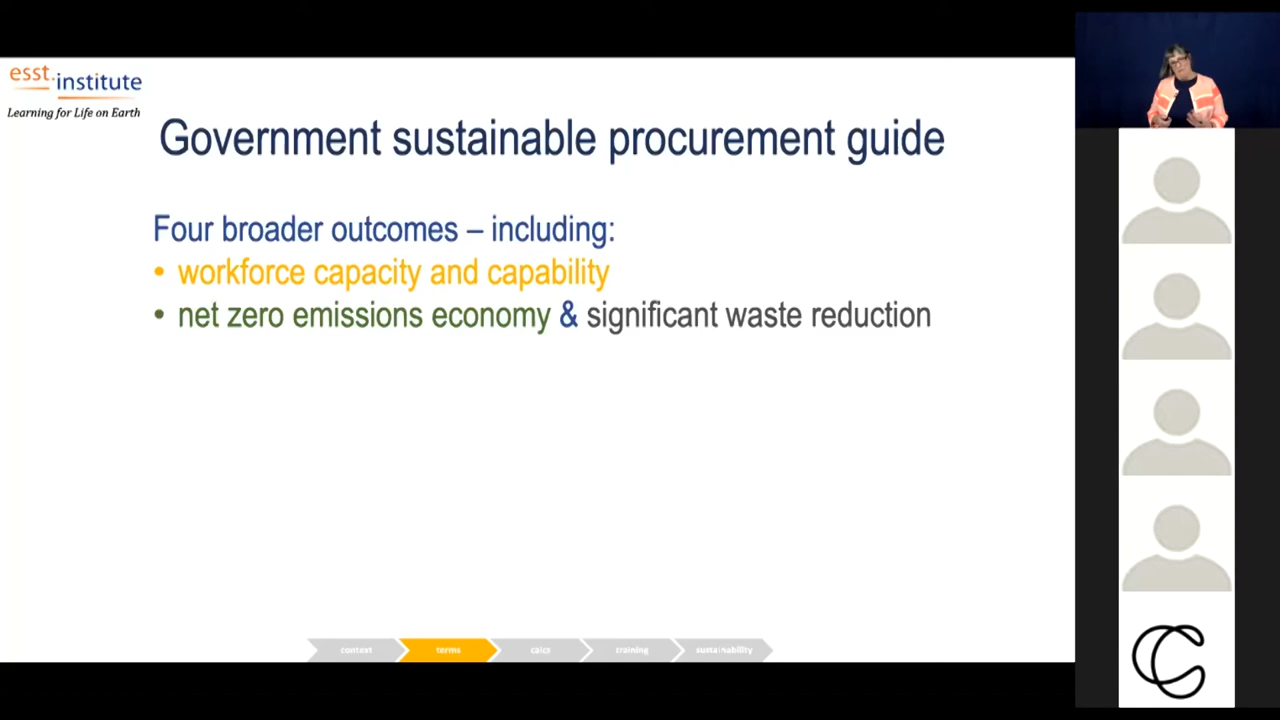 esst.institute
Learning for Life on Earth
Government sustainable procurement guide
Four broader outcomes – including:
• workforce capacity and capability
• net zero emissions economy & significant waste reduction
context
terms
calcs
training
sustainability